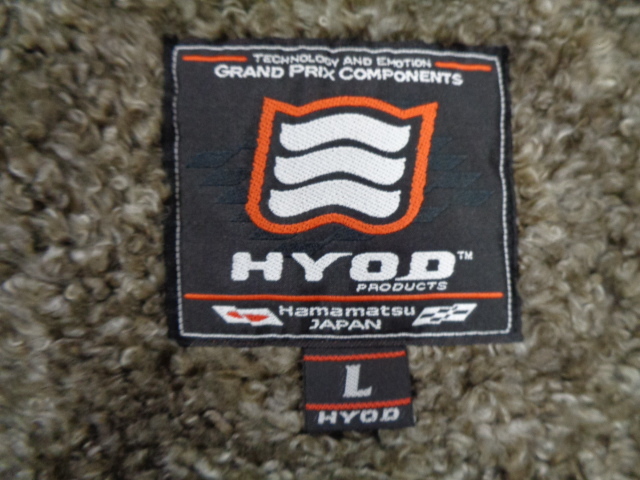 TECHNOLOGY AND EMOTION
GRAND PRIX COMPONENTS
HYOD™
PRODUCTS
Hamamatsu
JAPAN
L
HYOD